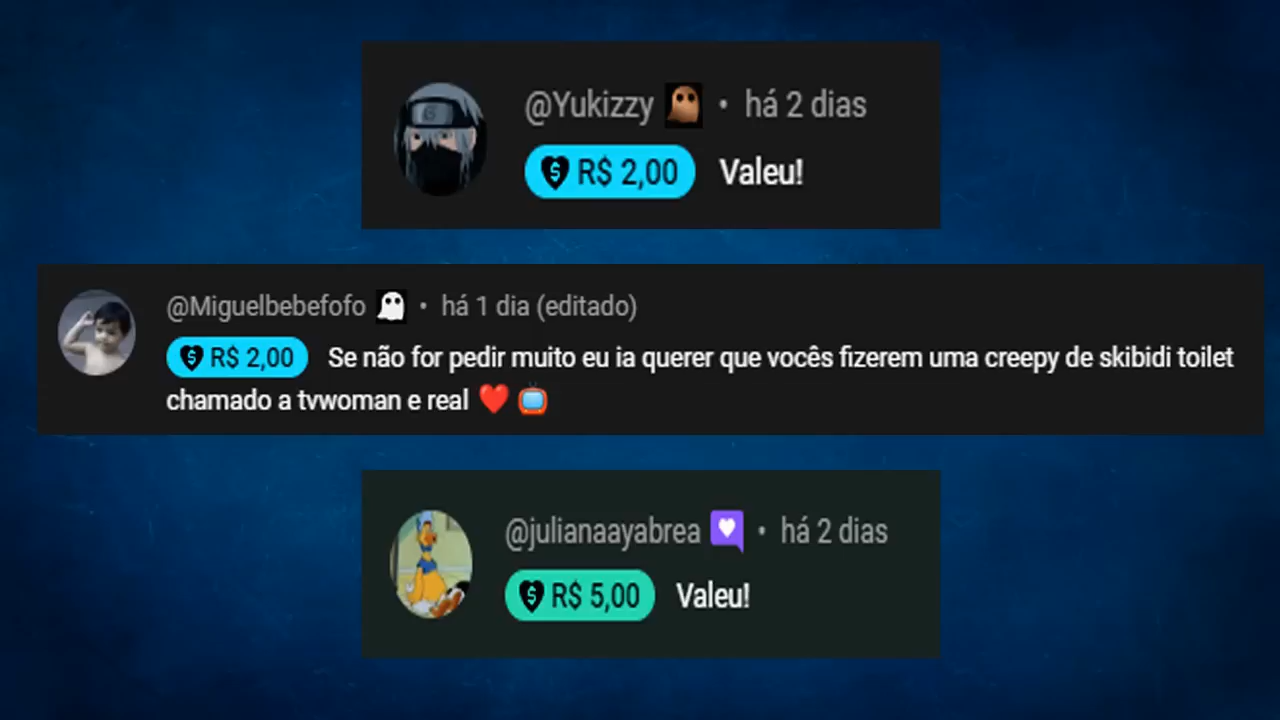 @Yukizzy • há 2 dias
R$ 2,00 Valeu!
@Miguelbebefofo • há 1 dia (editado)
R$ 2,00 Se não for pedir muito eu ia querer que vocês fizerem uma creepy de skibidi toilet
chamado a tvwoman e real ❤️ 📺
@julianaayabrea • há 2 dias
R$ 5,00 Valeu!